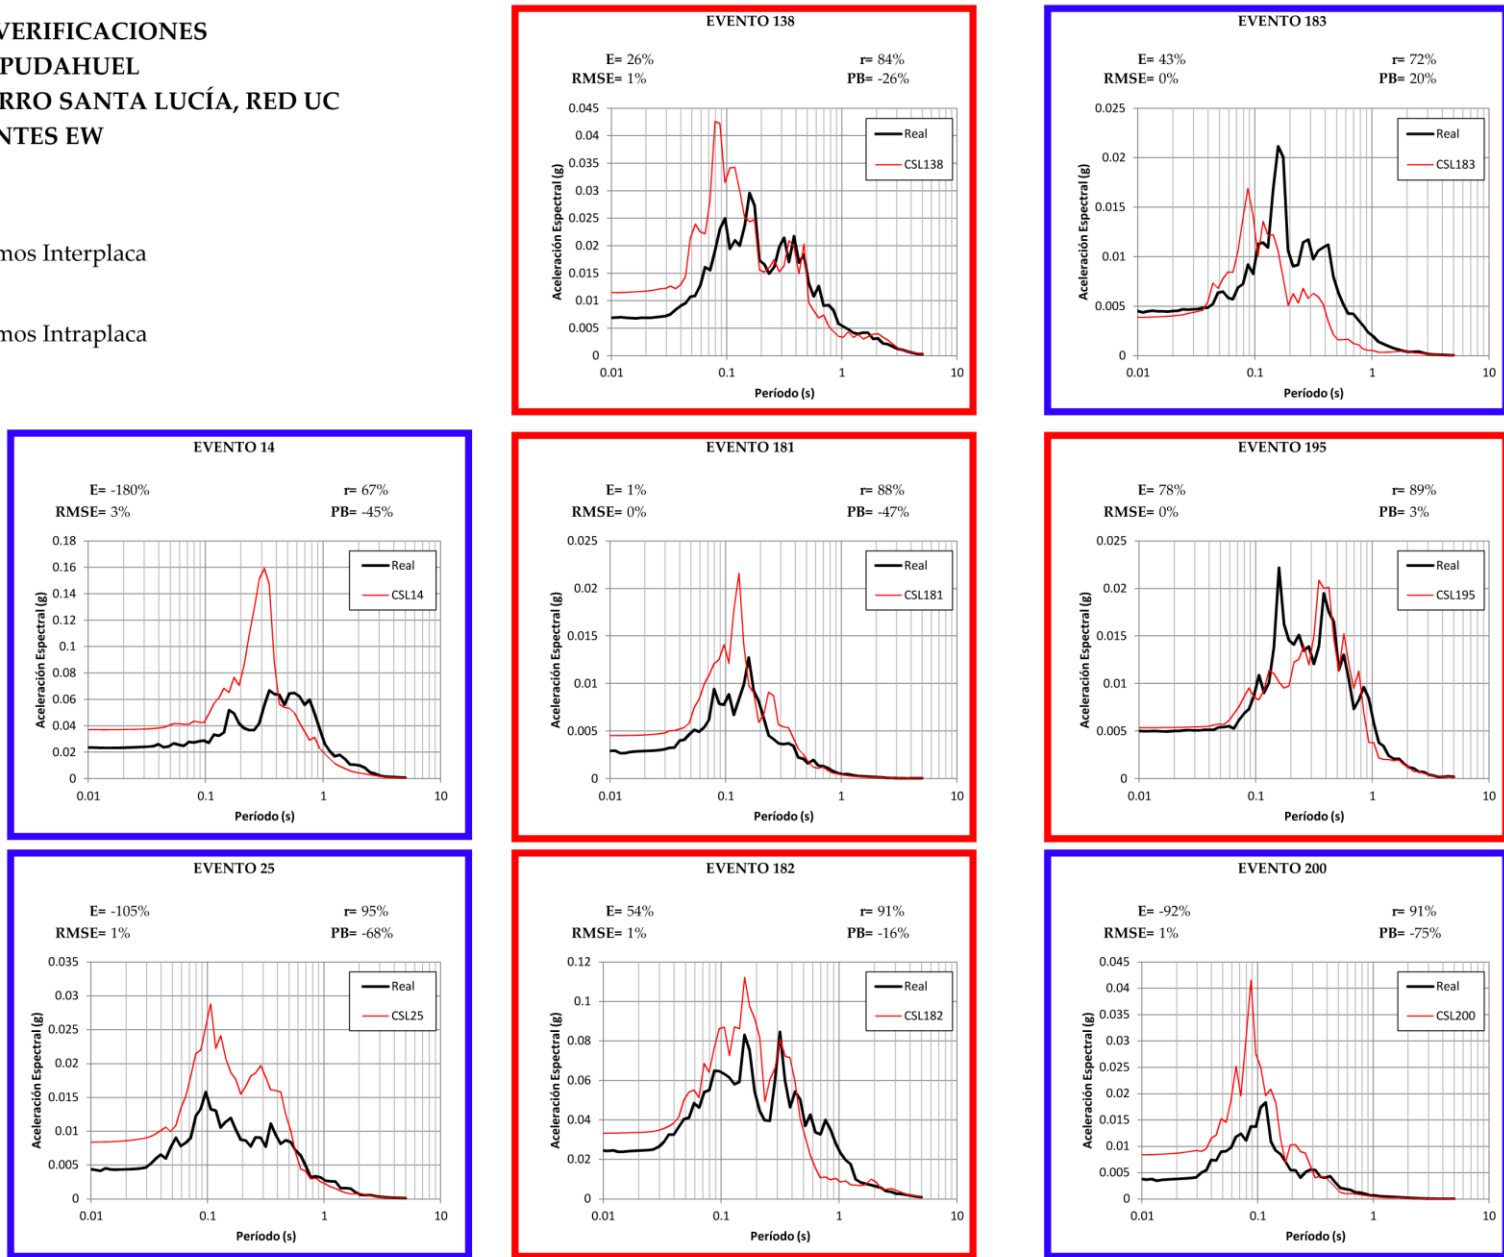 VERIFICACIONES
PUDAHUEL
RRO SANTA LUCÍA, RED UC
NTES EW
mos Interplaca
mos Intraplaca
EVENTO 138
E= 26% r= 84%
RMSE= 1% PB= -26%
Aceleración Espectral (g)
0.045
0.04
0.035
0.03
0.025
0.02
0.015
0.01
0.005
0
0.01 0.1 1 10
Período (s)
Real
CSL138
EVENTO 183
E= 43% r= 72%
RMSE= 0% PB= 20%
Aceleración Espectral (g)
0.025
0.02
0.015
0.01
0.005
0
0.01 0.1 1 10
Período (s)
Real
CSL183
EVENTO 14
E= -180% r= 67%
RMSE= 3% PB= -45%
Aceleración Espectral (g)
0.18
0.16
0.14
0.12
0.1
0.08
0.06
0.04
0.02
0
0.01 0.1 1 10
Período (s)
Real
CSL14
EVENTO 181
E= 1% r= 88%
RMSE= 0% PB= -47%
Aceleración Espectral (g)
0.025
0.02
0.015
0.01
0.005
0
0.01 0.1 1 10
Período (s)
Real
CSL181
EVENTO 195
E= 78% r= 89%
RMSE= 0% PB= 3%
Aceleración Espectral (g)
0.025
0.02
0.015
0.01
0.005
0
0.01 0.1 1 10
Período (s)
Real
CSL195
EVENTO 25
E= -105% r= 95%
RMSE= 1% PB= -68%
Aceleración Espectral (g)
0.035
0.03
0.025
0.02
0.015
0.01
0.005
0
0.01 0.1 1 10
Período (s)
Real
CSL25
EVENTO 182
E= 54% r= 91%
RMSE= 1% PB= -16%
Aceleración Espectral (g)
0.12
0.1
0.08
0.06
0.04
0.02
0
0.01 0.1 1 10
Período (s)
Real
CSL182
EVENTO 200
E= -92% r= 91%
RMSE= 1% PB= -75%
Aceleración Espectral (g)
0.045
0.04
0.035
0.03
0.025
0.02
0.015
0.01
0.005
0
0.01 0.1 1 10
Período (s)
Real
CSL200